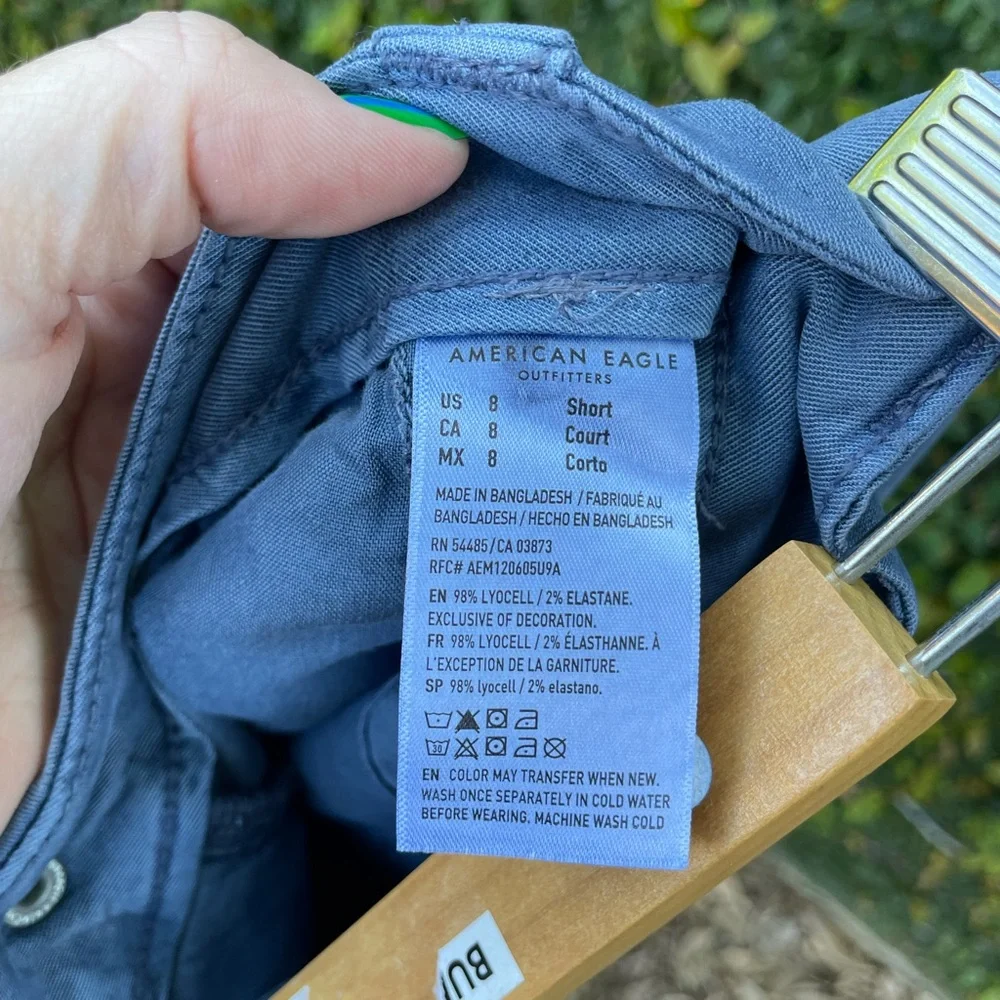 AMERICAN EAGLE
OUTFITTERS
US 8 Short
CA 8 Court
MX 8 Corto
MADE IN BANGLADESH / FABRIQUÉ AU
BANGLADESH / HECHO EN BANGLADESH
RN 54485/CA 03873
RFC# AEM120605U9A
EN 98% LYOCELL / 2% ELASTANE.
EXCLUSIVE OF DECORATION.
FR 98% LYOCELL / 2% ÉLASTHANNE. À
L'EXCEPTION DE LA GARNITURE.
SP 98% lyocell / 2% elastano.
30
EN COLOR MAY TRANSFER WHEN NEW.
WASH ONCE SEPARATELY IN COLD WATER
BEFORE WEARING. MACHINE WASH COLD